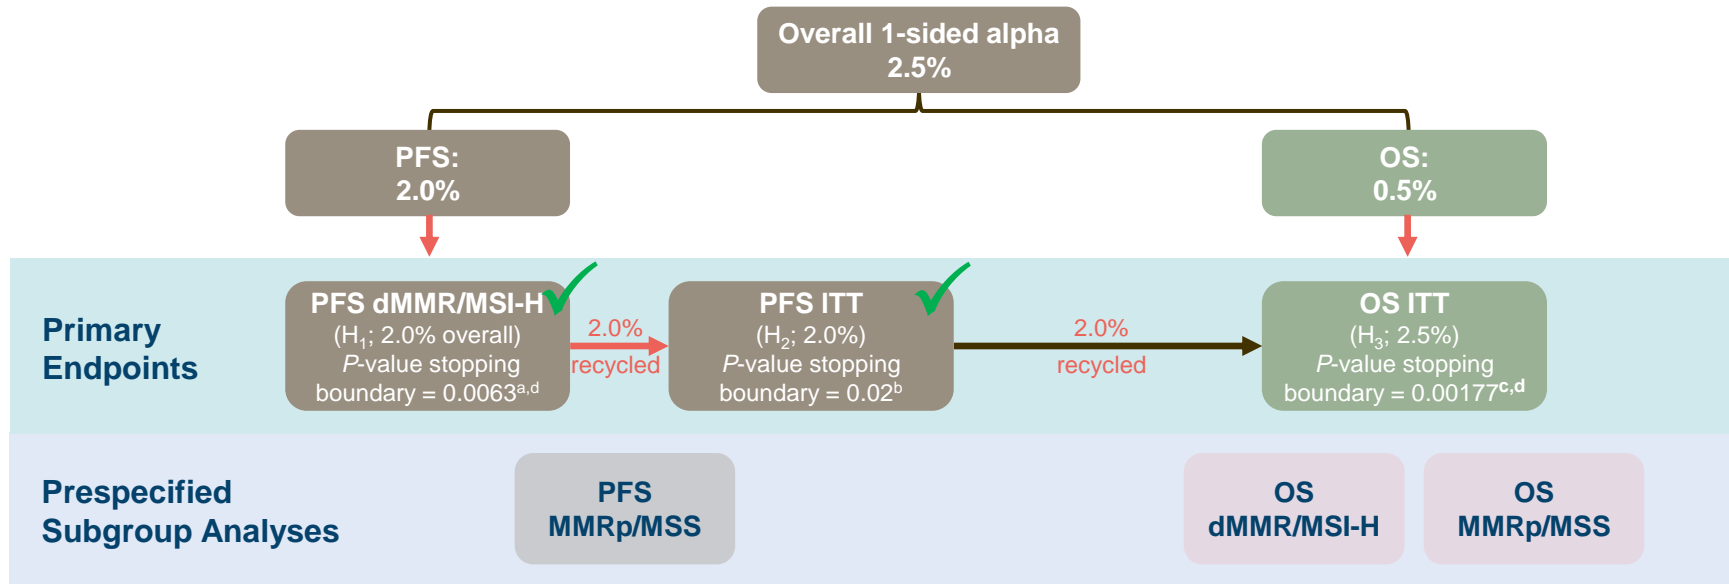 Overall 1-sided alpha
2.5%
PFS:
2.0%
OS:
0.5%
Primary
Endpoints
PFS dMMR/MSI-H
(H₁; 2.0% overall)
P-value stopping
boundary = 0.0063ᵃ,ᵈ
2.0%
recycled
PFS ITT
(H₂; 2.0%)
P-value stopping
boundary = 0.02ᵇ
2.0%
recycled
OS ITT
(H₃; 2.5%)
P-value stopping
boundary = 0.00177ᶜ,ᵈ
Prespecified
Subgroup Analyses
PFS
MMRp/MSS
OS
dMMR/MSI-H
OS
MMRp/MSS